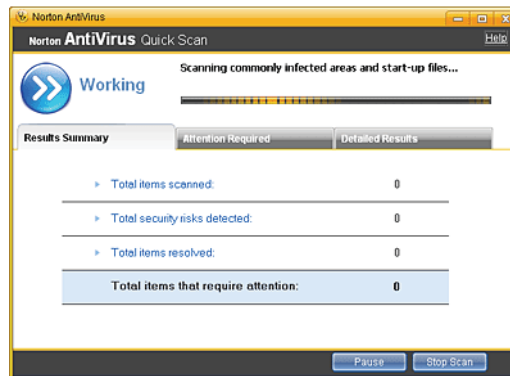 Norton AntiVirus
Norton AntiVirus Quick Scan Help
Working
Scanning commonly infected areas and start-up files...
Results Summary Attention Required Detailed Results
Total items scanned: 0
Total security risks detected: 0
Total items resolved: 0
Total items that require attention: 0
Pause Stop Scan